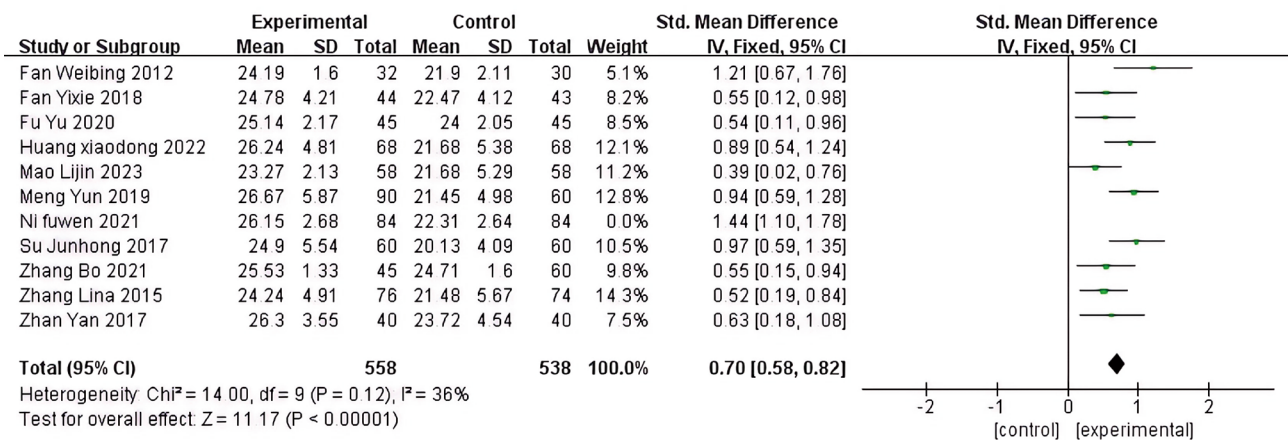 Experimental Control Std. Mean Difference Std. Mean Difference
Study or Subgroup Mean SD Total Mean SD Total Weight IV, Fixed, 95% CI IV, Fixed, 95% CI
Fan Weibing 2012 24.19 1.6 32 21.9 2.11 30 5.1% 1.21 [0.67, 1.76]
Fan Yixie 2018 24.78 4.21 44 22.47 4.12 43 8.2% 0.55 [0.12, 0.98]
Fu Yu 2020 25.14 2.17 45 24 2.05 45 8.5% 0.54 [0.11, 0.96]
Huang xiaodong 2022 26.24 4.81 68 21.68 5.38 68 12.1% 0.89 [0.54, 1.24]
Mao Lijin 2023 23.27 2.13 58 21.68 5.29 58 11.2% 0.39 [0.02, 0.76]
Meng Yun 2019 26.67 5.87 90 21.45 4.98 60 12.8% 0.94 [0.59, 1.28]
Ni fuwen 2021 26.15 2.68 84 22.31 2.64 84 0.0% 1.44 [1.10, 1.78]
Su Junhong 2017 24.9 5.54 60 20.13 4.09 60 10.5% 0.97 [0.59, 1.35]
Zhang Bo 2021 25.53 1.33 45 24.71 1.6 60 9.8% 0.55 [0.15, 0.94]
Zhang Lina 2015 24.24 4.91 76 21.48 5.67 74 14.3% 0.52 [0.19, 0.84]
Zhan Yan 2017 26.3 3.55 40 23.72 4.54 40 7.5% 0.63 [0.18, 1.08]
Total (95% CI) 558 538 100.0% 0.70 [0.58, 0.82]
Heterogeneity: Chi² = 14.00, df = 9 (P = 0.12); I² = 36%
Test for overall effect: Z = 11.17 (P < 0.00001)
-2 -1 0 1 2
[control] [experimental]